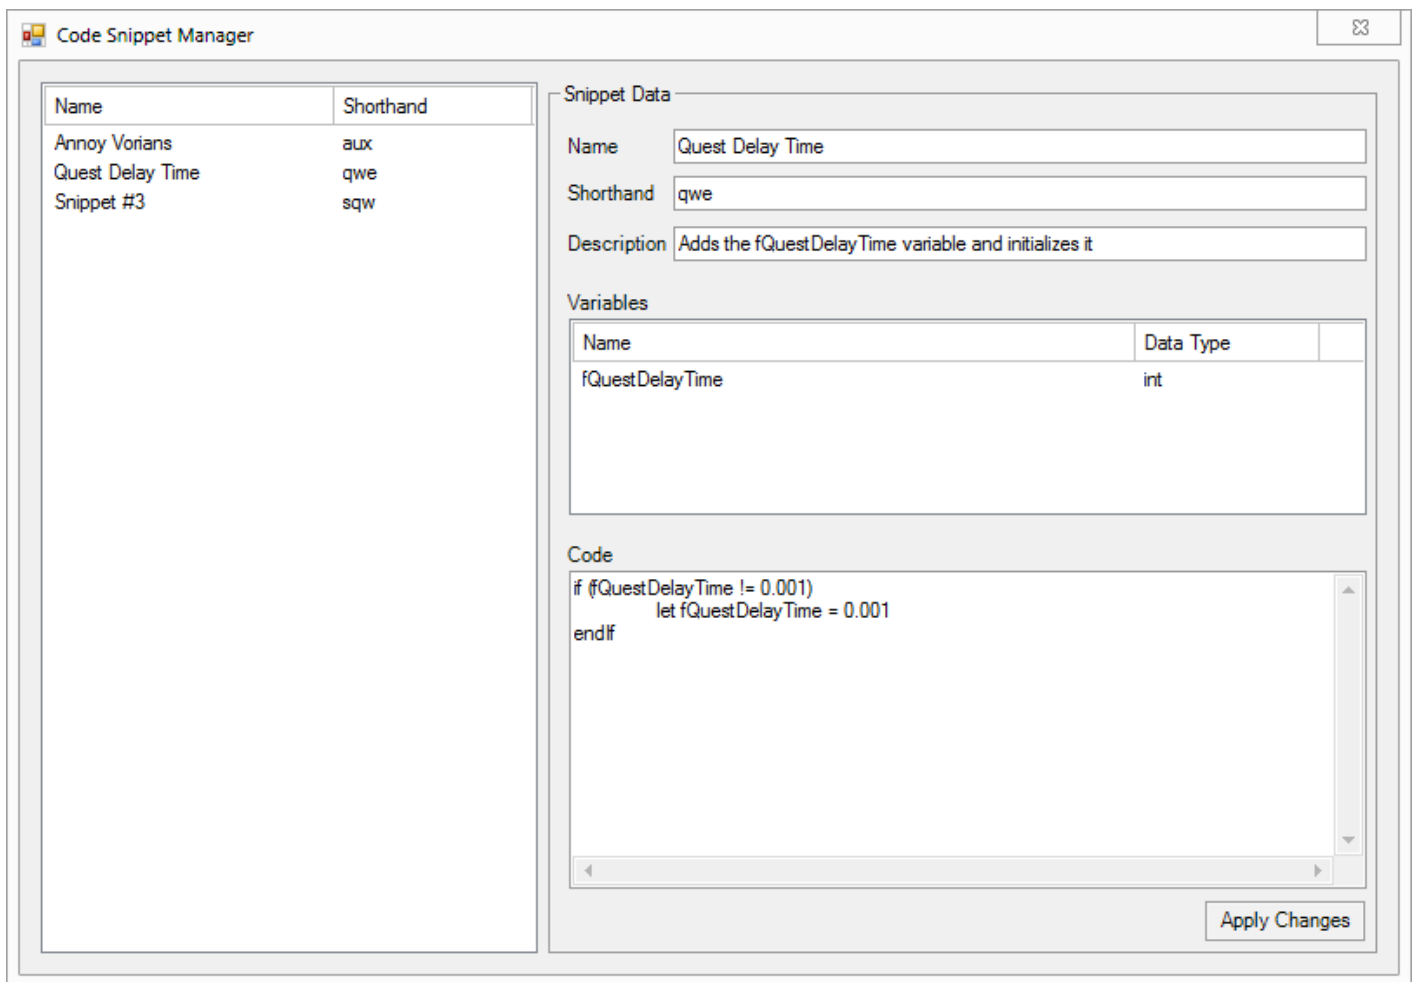 Code Snippet Manager
Name Shorthand
Annoy Vorians aux
Quest Delay Time qwe
Snippet #3 sqw
Snippet Data
Name Quest Delay Time
Shorthand qwe
Description Adds the fQuestDelayTime variable and initializes it
Variables
Name Data Type
fQuestDelayTime int
Code
if (fQuestDelayTime != 0.001)
let fQuestDelayTime = 0.001
endIf
Apply Changes